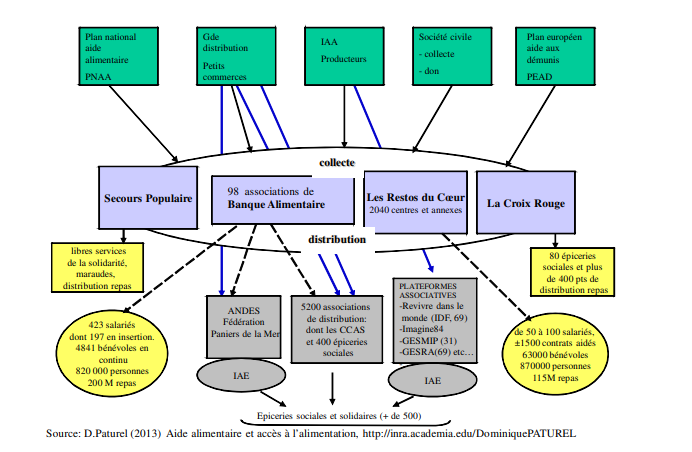 Plan national
aide
alimentaire
PNAA
Gde
distribution
Petits
commerces
IAA
Producteurs
Société civile
- collecte
- don
Plan européen
aide aux
démunis
PEAD
collecte
Secours Populaire
98 associations de
Banque Alimentaire
Les Restos du Cœur
2040 centres et annexes
La Croix Rouge
distribution
libres services
de la solidarité,
maraudes,
distribution repas
80 épiceries
sociales et plus
de 400 pts de
distribution repas
423 salariés
dont 197 en insertion.
4841 bénévoles en
continu
820 000 personnes
200 M repas
ANDES
Fédération
Paniers de la Mer
IAE
5200 associations
de distribution:
dont les CCAS
et 400 épiceries
sociales
PLATEFORMES
ASSOCIATIVES
-Revivre dans le
monde (IDF, 69)
-Imagine84
-GESMIP (31)
-GESRA(69) etc…
IAE
de 50 à 100 salariés,
±1500 contrats aidés
63000 bénévoles
870000 personnes
115M repas
Epiceries sociales et solidaires (+ de 500)
Source: D.Paturel (2013) Aide alimentaire et accès à l'alimentation, http://inra.academia.edu/DominiquePATUREL